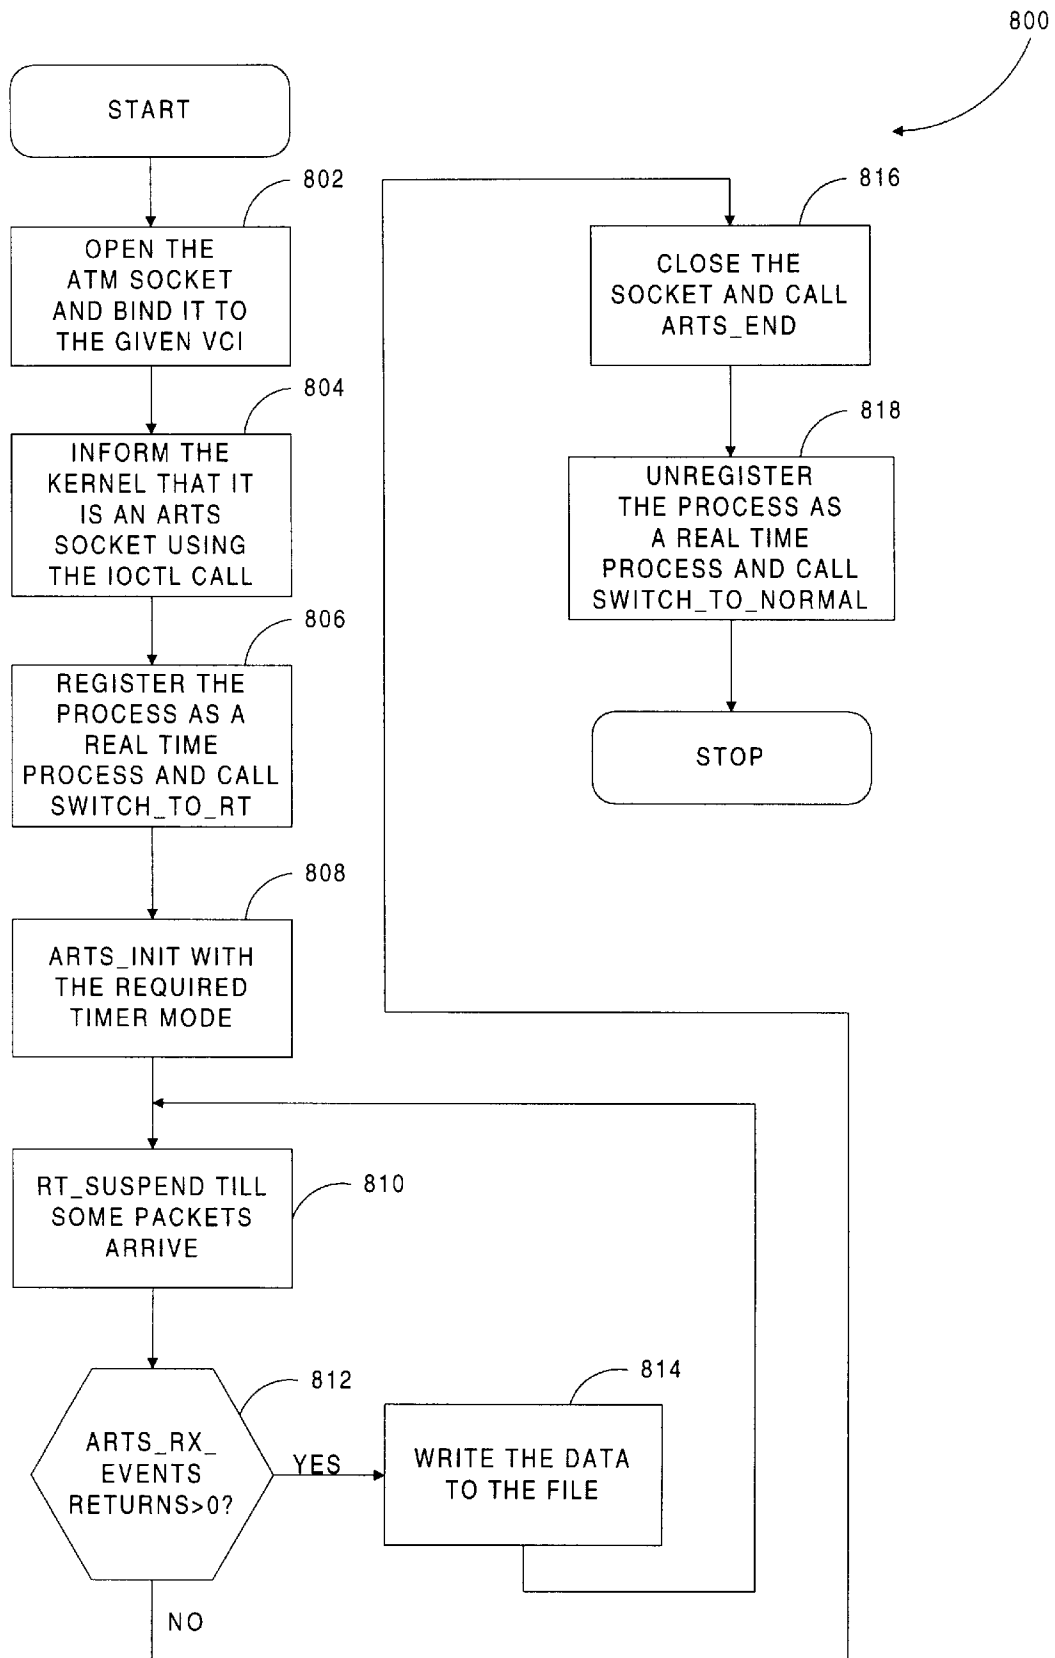 800
START
802
OPEN THE
ATM SOCKET
AND BIND IT TO
THE GIVEN VCI
804
INFORM THE
KERNEL THAT IT
IS AN ARTS
SOCKET USING
THE IOCTL CALL
806
REGISTER THE
PROCESS AS A
REAL TIME
PROCESS AND CALL
SWITCH_TO_RT
808
ARTS_INIT WITH
THE REQUIRED
TIMER MODE
RT_SUSPEND TILL
SOME PACKETS
ARRIVE
810
812
ARTS_RX_
EVENTS
RETURNS>0?
YES
NO
814
WRITE THE DATA
TO THE FILE
816
CLOSE THE
SOCKET AND CALL
ARTS_END
818
UNREGISTER
THE PROCESS AS
A REAL TIME
PROCESS AND CALL
SWITCH_TO_NORMAL
STOP